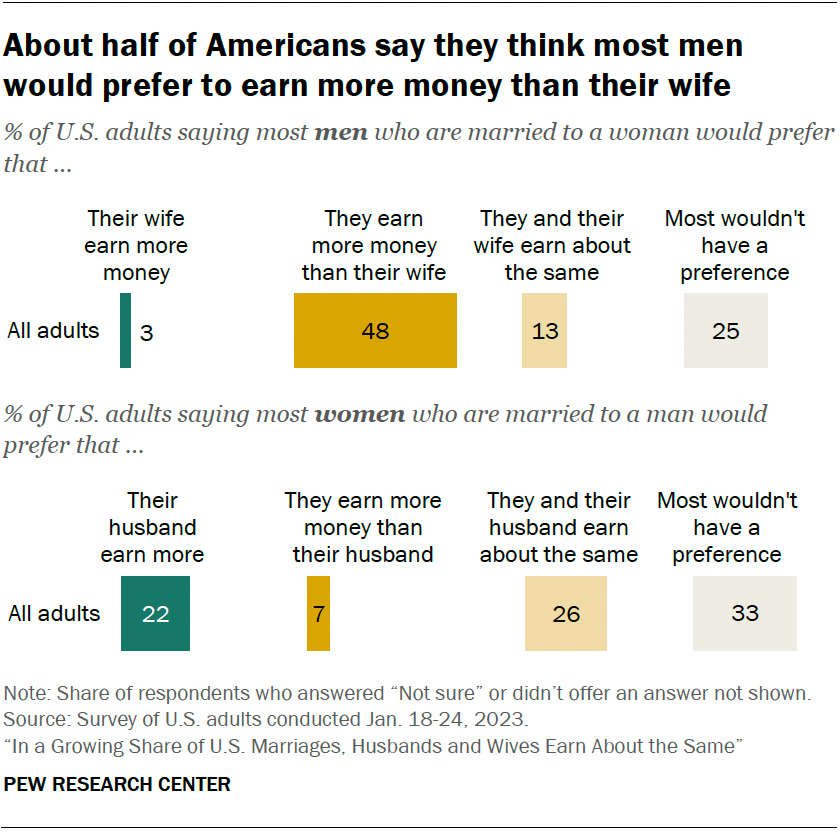 About half of Americans say they think most men
would prefer to earn more money than their wife
% of U.S. adults saying most men who are married to a woman would prefer
that ...
Their wife
earn more
money
They earn
more money
than their wife
They and their
wife earn about
the same
Most wouldn't
have a
preference
All adults
3
48
13
25
% of U.S. adults saying most women who are married to a man would
prefer that ...
Their
husband
earn more
They earn more
money than
their husband
They and their
husband earn
about the same
Most wouldn't
have a
preference
All adults
22
7
26
33
Note: Share of respondents who answered “Not sure” or didn’t offer an answer not shown.
Source: Survey of U.S. adults conducted Jan. 18-24, 2023.
“In a Growing Share of U.S. Marriages, Husbands and Wives Earn About the Same”
PEW RESEARCH CENTER